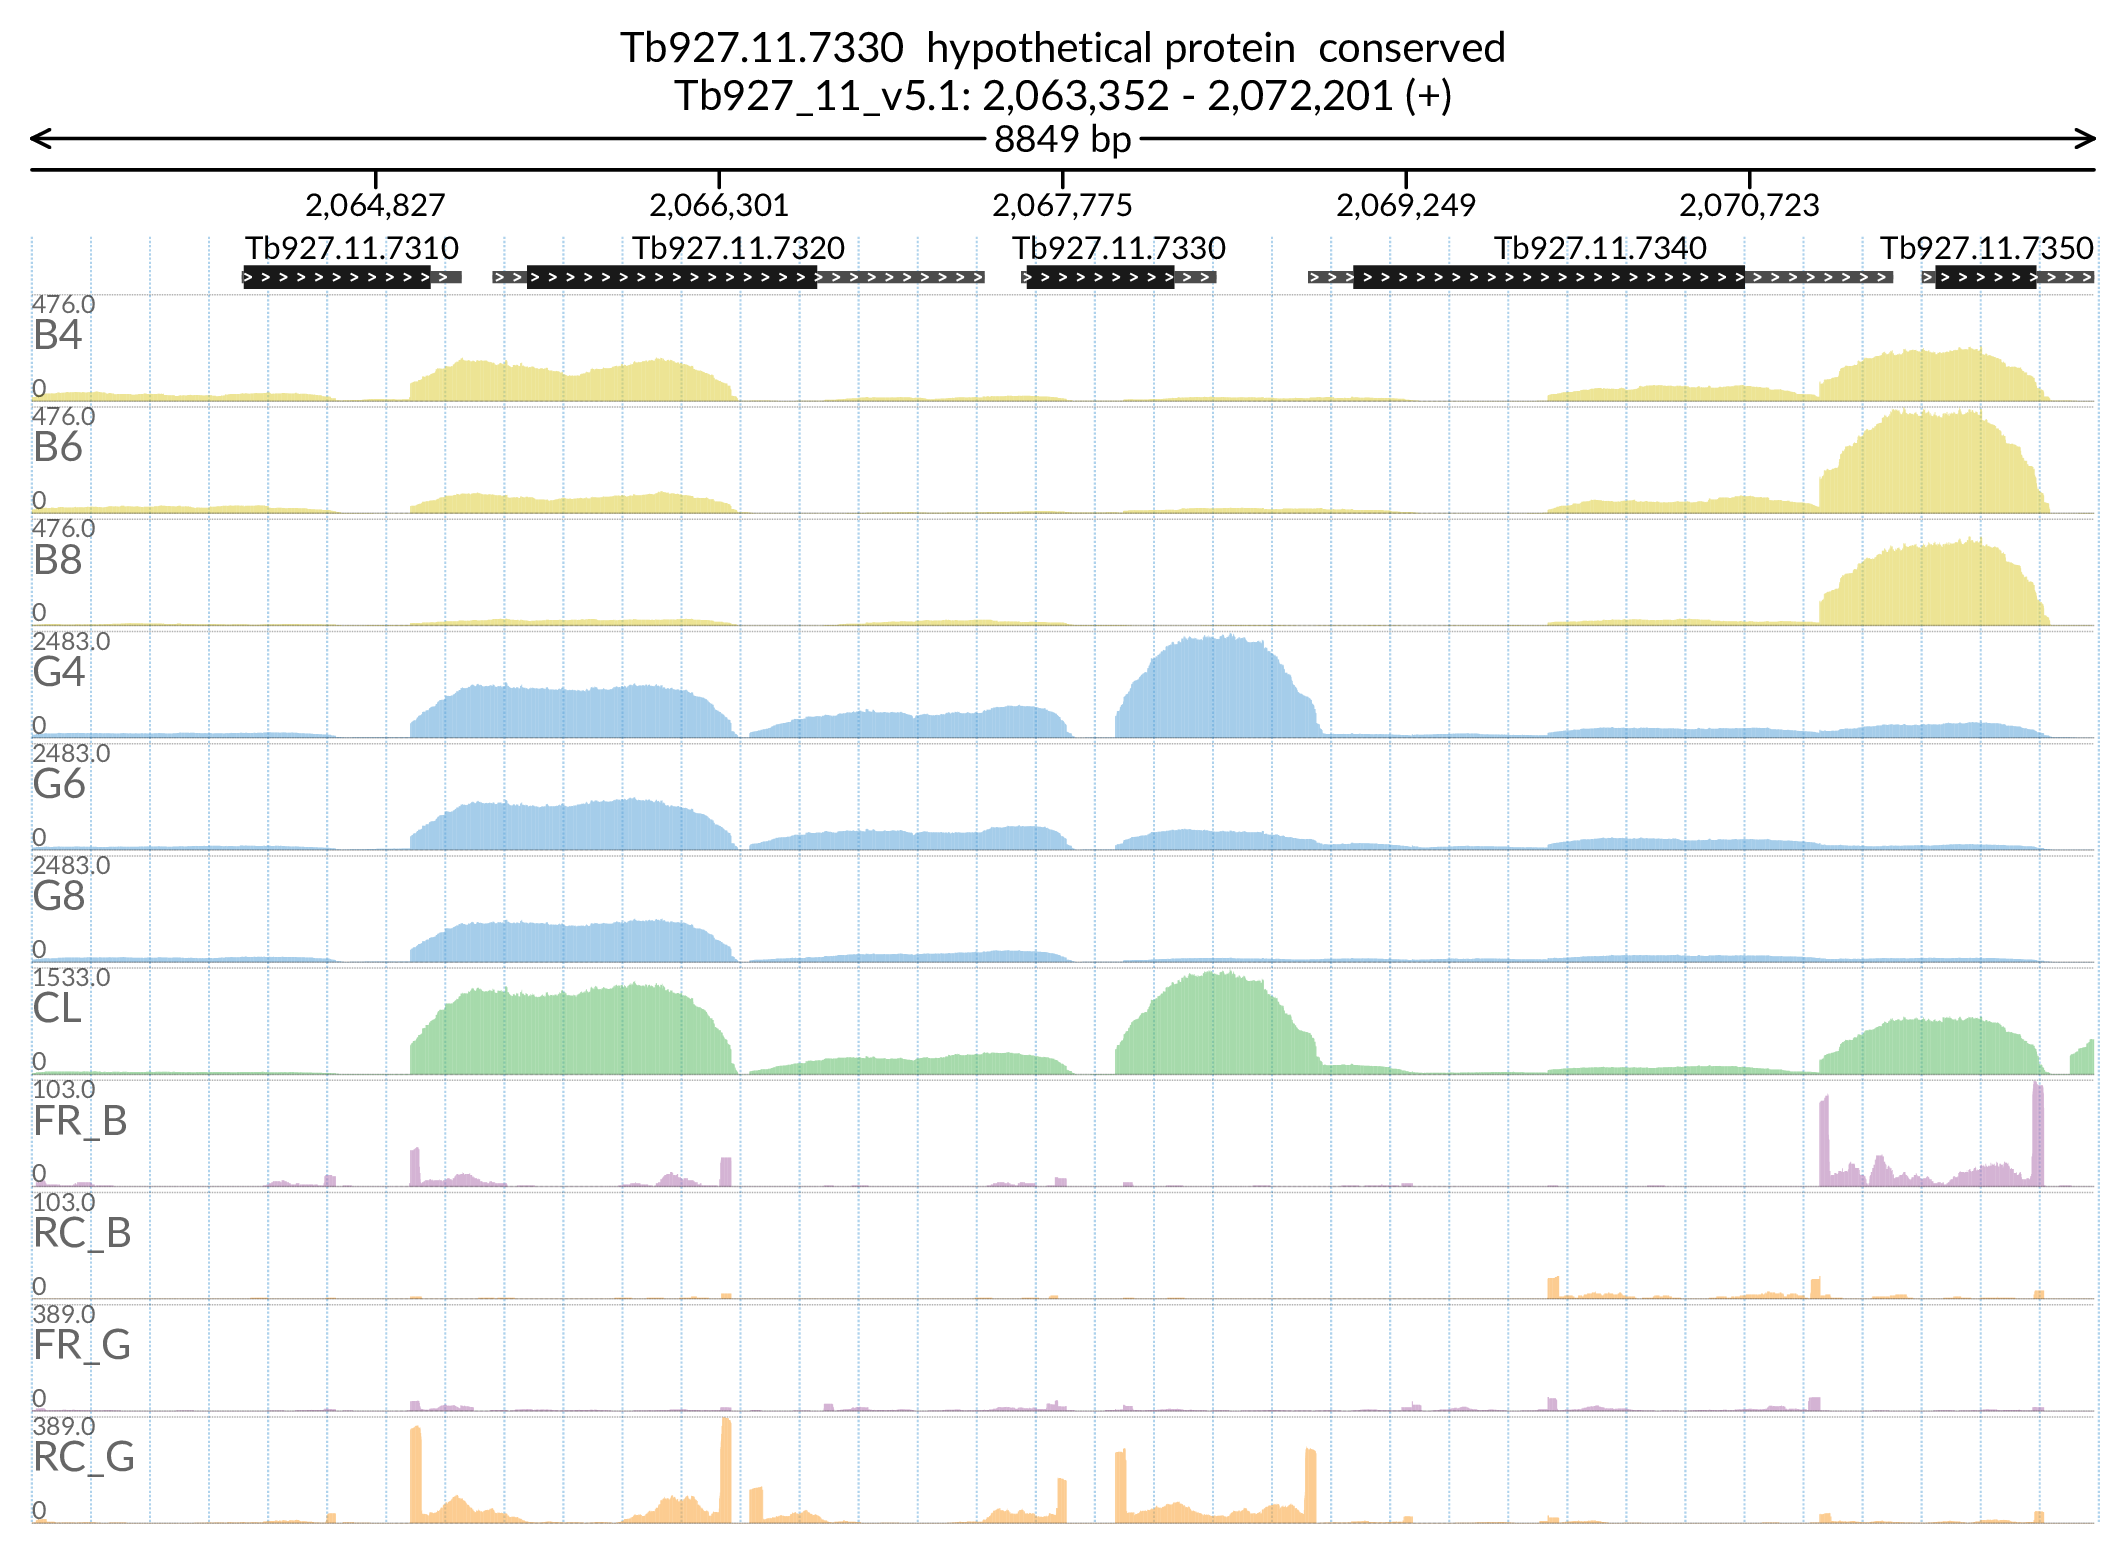 Tb927.11.7330 hypothetical protein conserved
Tb927_11_v5.1: 2,063,352 - 2,072,201 (+)
8849 bp
2,064,827 2,066,301 2,067,775 2,069,249 2,070,723
Tb927.11.7310 Tb927.11.7320 Tb927.11.7330 Tb927.11.7340 Tb927.11.7350
476.0
B4
0
476.0
B6
0
476.0
B8
0
2483.0
G4
0
2483.0
G6
0
2483.0
G8
0
1533.0
CL
0
103.0
FR_B
0
103.0
RC_B
0
389.0
FR_G
0
389.0
RC_G
0